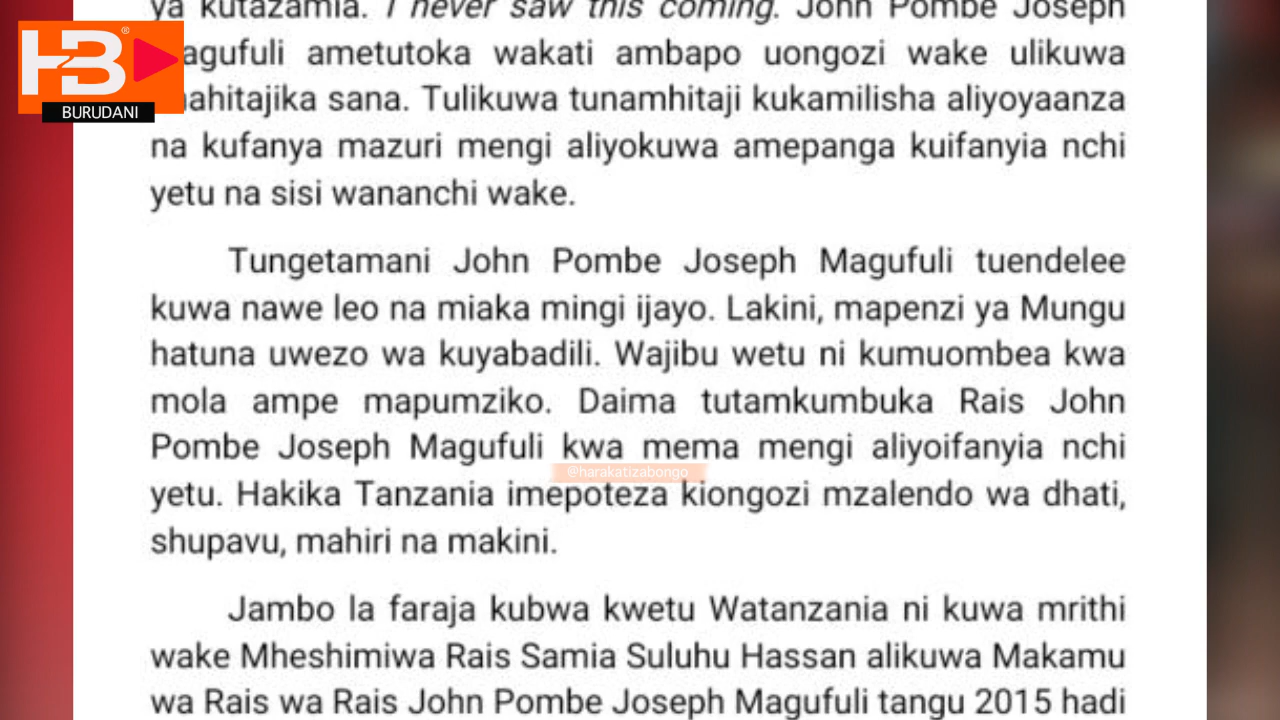 ya kutazamia. I never saw this coming. John Pombe Joseph
agufuli ametutoka wakati ambapo uongozi wake ulikuwa
ahitajika sana. Tulikuwa tunamhitaji kukamilisha aliyoyaanza
na kufanya mazuri mengi aliyokuwa amepanga kuifanyia nchi
yetu na sisi wananchi wake.
Tungetamani John Pombe Joseph Magufuli tuendelee
kuwa nawe leo na miaka mingi ijayo. Lakini, mapenzi ya Mungu
hatuna uwezo wa kuyabadili. Wajibu wetu ni kumuombea kwa
mola ampe mapumziko. Daima tutamkumbuka Rais John
Pombe Joseph Magufuli kwa mema mengi aliyoifanyia nchi
yetu. Hakika Tanzania imepoteza kiongozi mzalendo wa dhati,
shupavu, mahiri na makini.
Jambo la faraja kubwa kwetu Watanzania ni kuwa mrithi
wake Mheshimiwa Rais Samia Suluhu Hassan alikuwa Makamu
wa Rais wa Rais John Pombe Joseph Magufuli tangu 2015 hadi
HB®
BURUDANI
@harakatizabongo